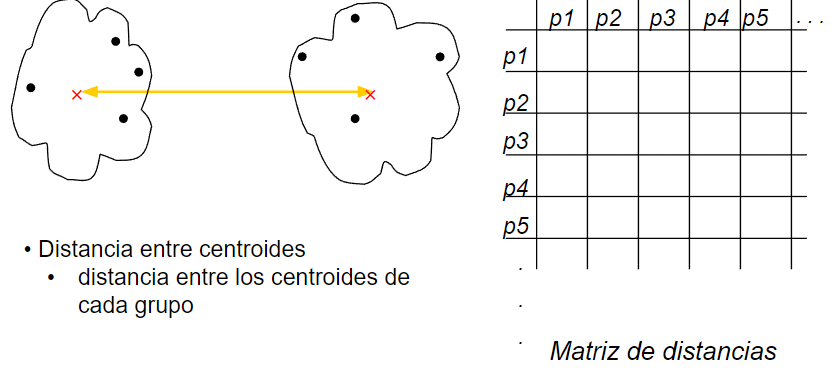 p1 p2 p3 p4 p5 . . .
p1
p2
p3
p4
p5
.
.
.
• Distancia entre centroides
• distancia entre los centroides de
cada grupo
Matriz de distancias